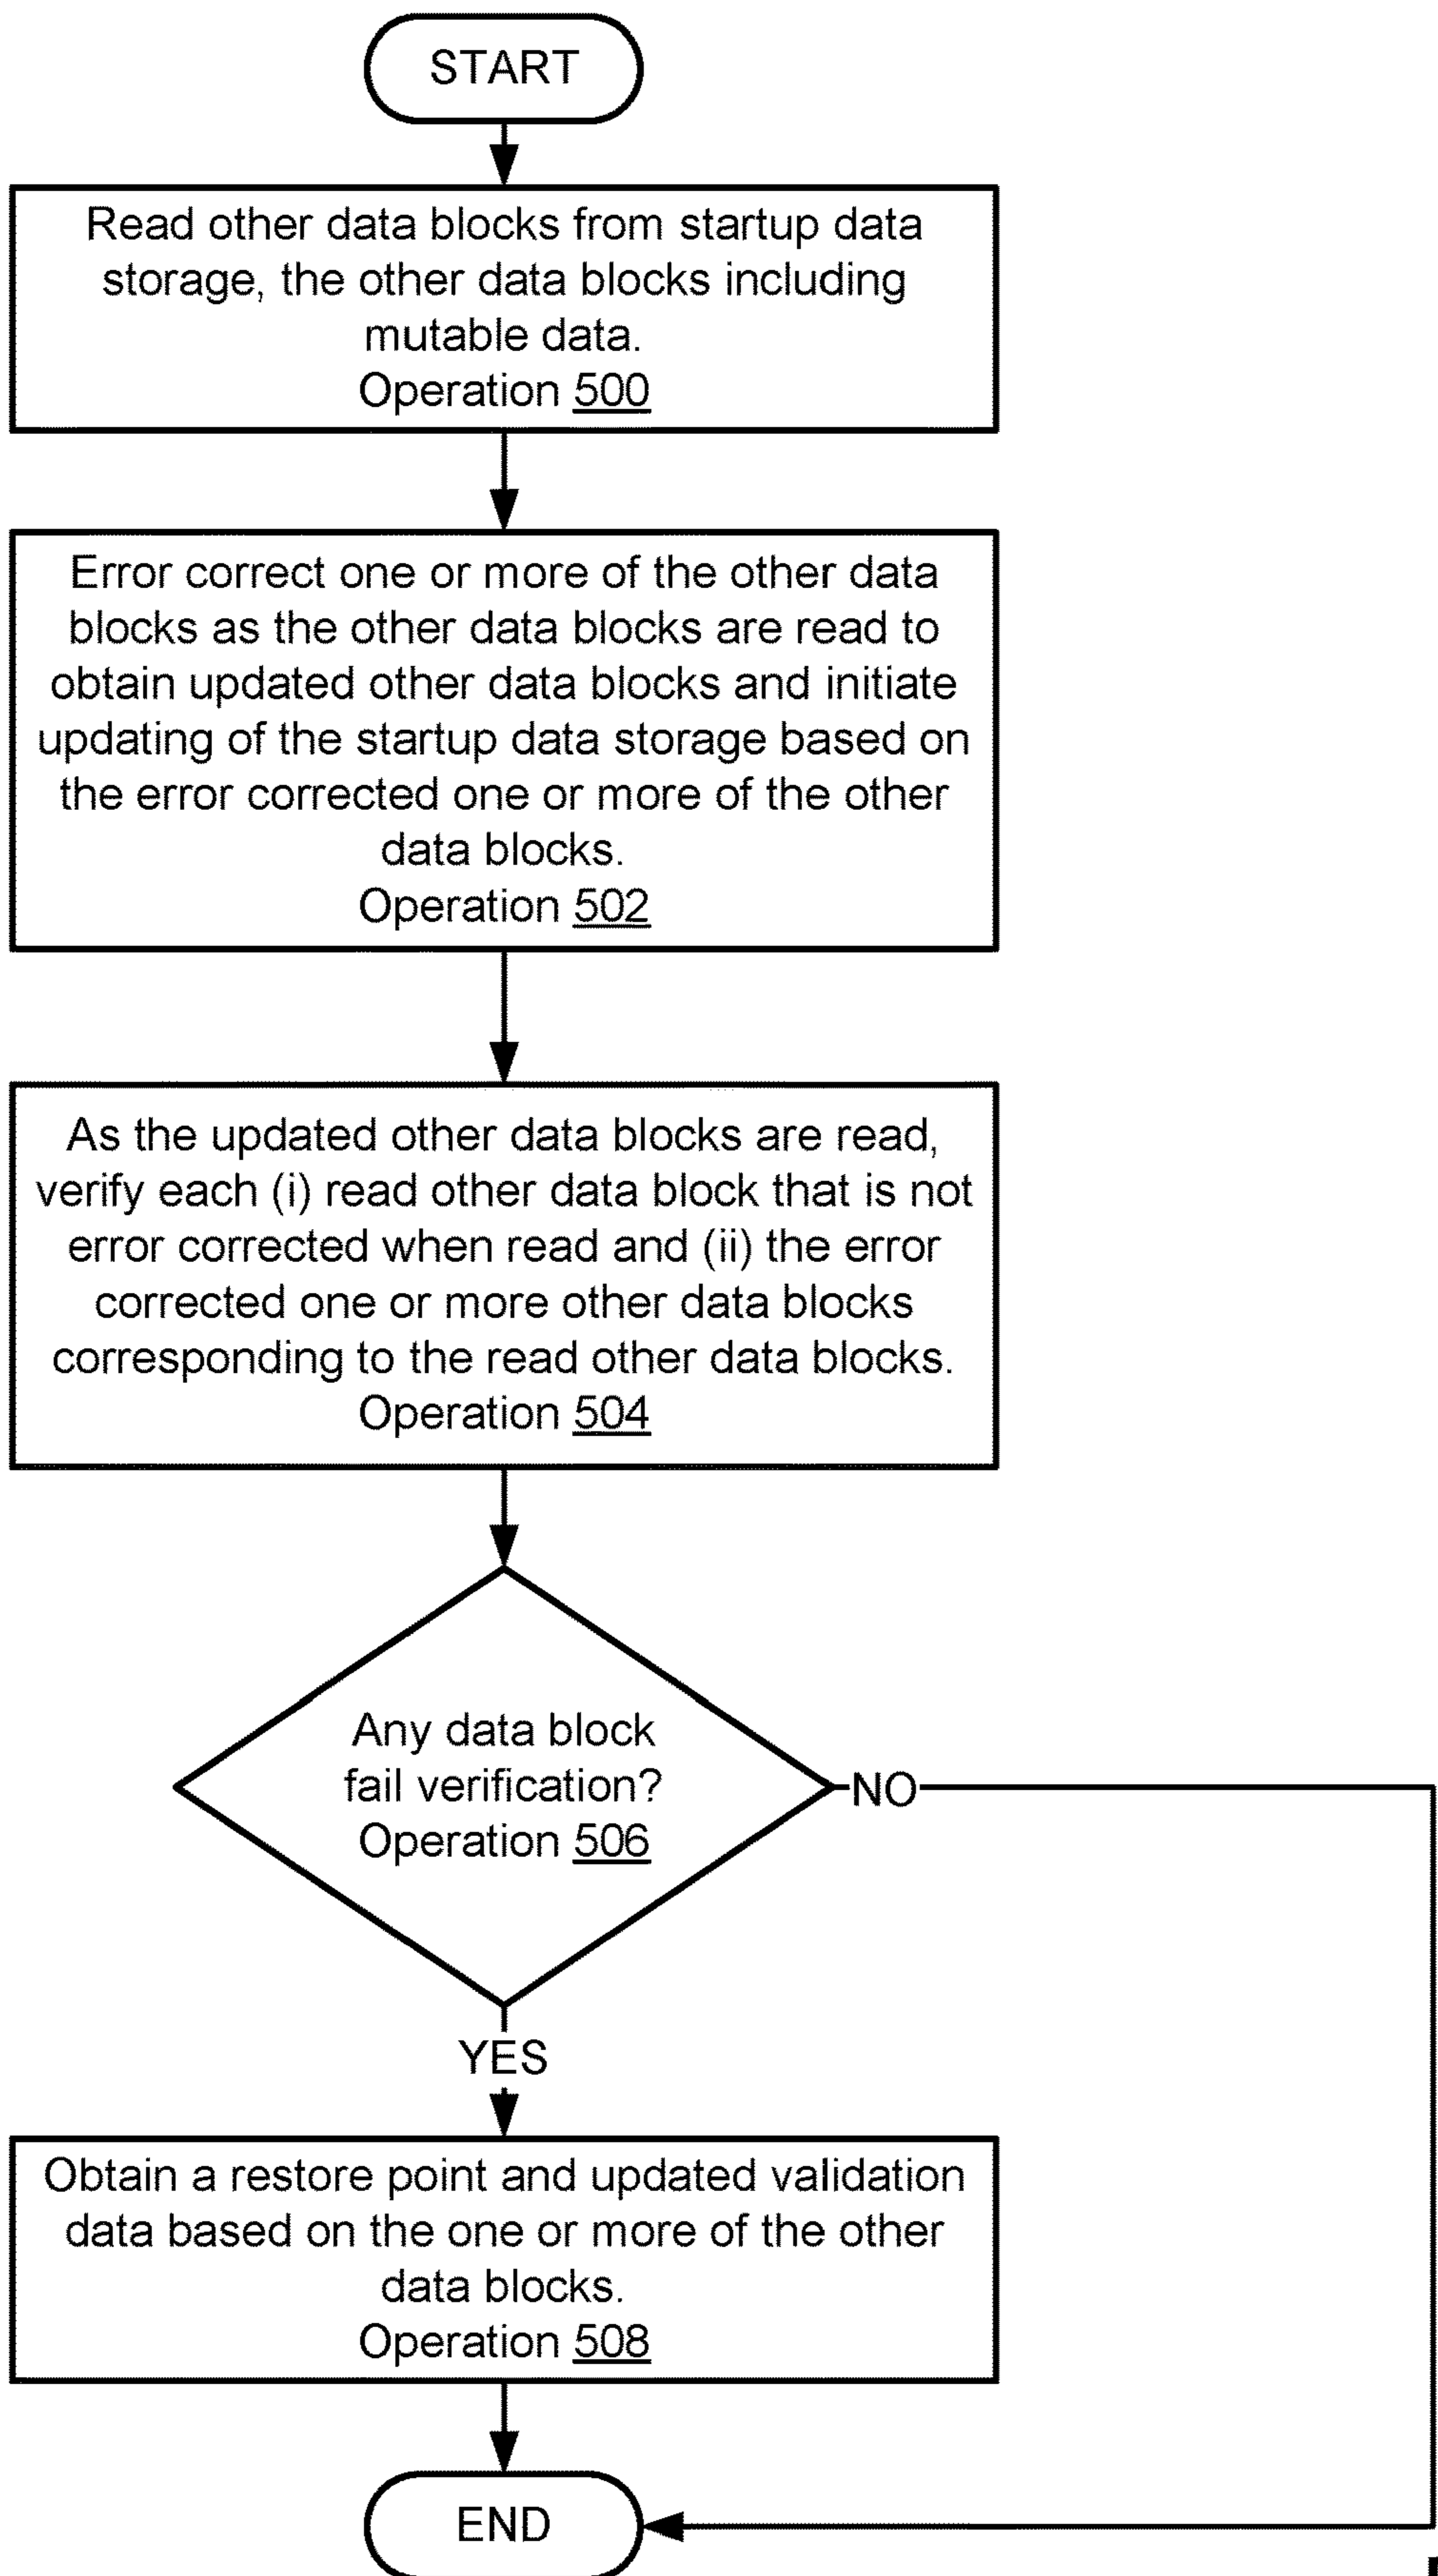 START
Read other data blocks from startup data
storage, the other data blocks including
mutable data.
Operation 500
Error correct one or more of the other data
blocks as the other data blocks are read to
obtain updated other data blocks and initiate
updating of the startup data storage based on
the error corrected one or more of the other
data blocks.
Operation 502
As the updated other data blocks are read,
verify each (i) read other data block that is not
error corrected when read and (ii) the error
corrected one or more other data blocks
corresponding to the read other data blocks.
Operation 504
Any data block
fail verification?
Operation 506
NO
YES
Obtain a restore point and updated validation
data based on the one or more of the other
data blocks.
Operation 508
END